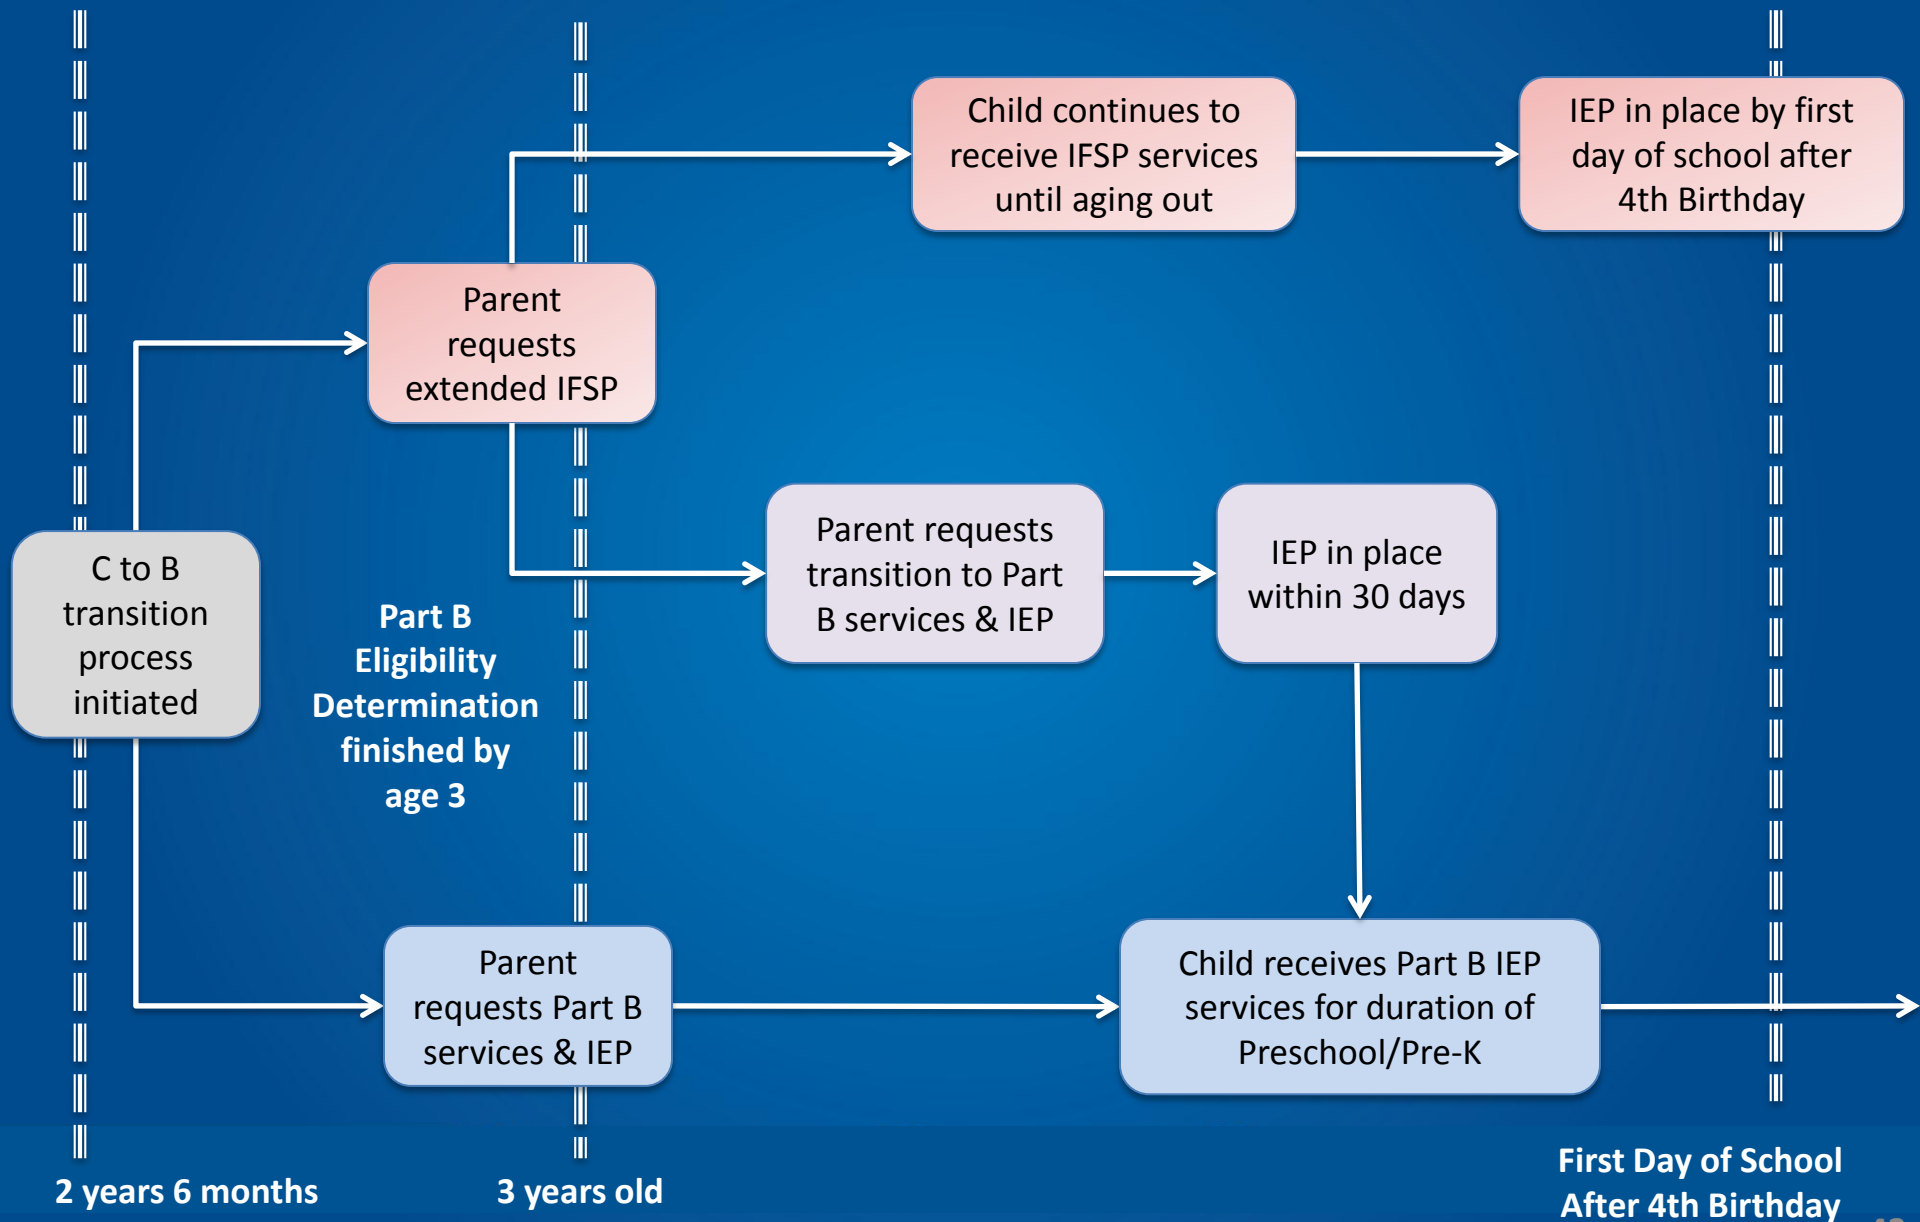 Child continues to
receive IFSP services
until aging out
IEP in place by first
day of school after
4th Birthday
Parent
requests
extended IFSP
Parent requests
transition to Part
B services & IEP
IEP in place
within 30 days
C to B
transition
process
initiated
Part B
Eligibility
Determination
finished by
age 3
Parent
requests Part B
services & IEP
Child receives Part B IEP
services for duration of
Preschool/Pre-K
2 years 6 months
3 years old
First Day of School
After 4th Birthday